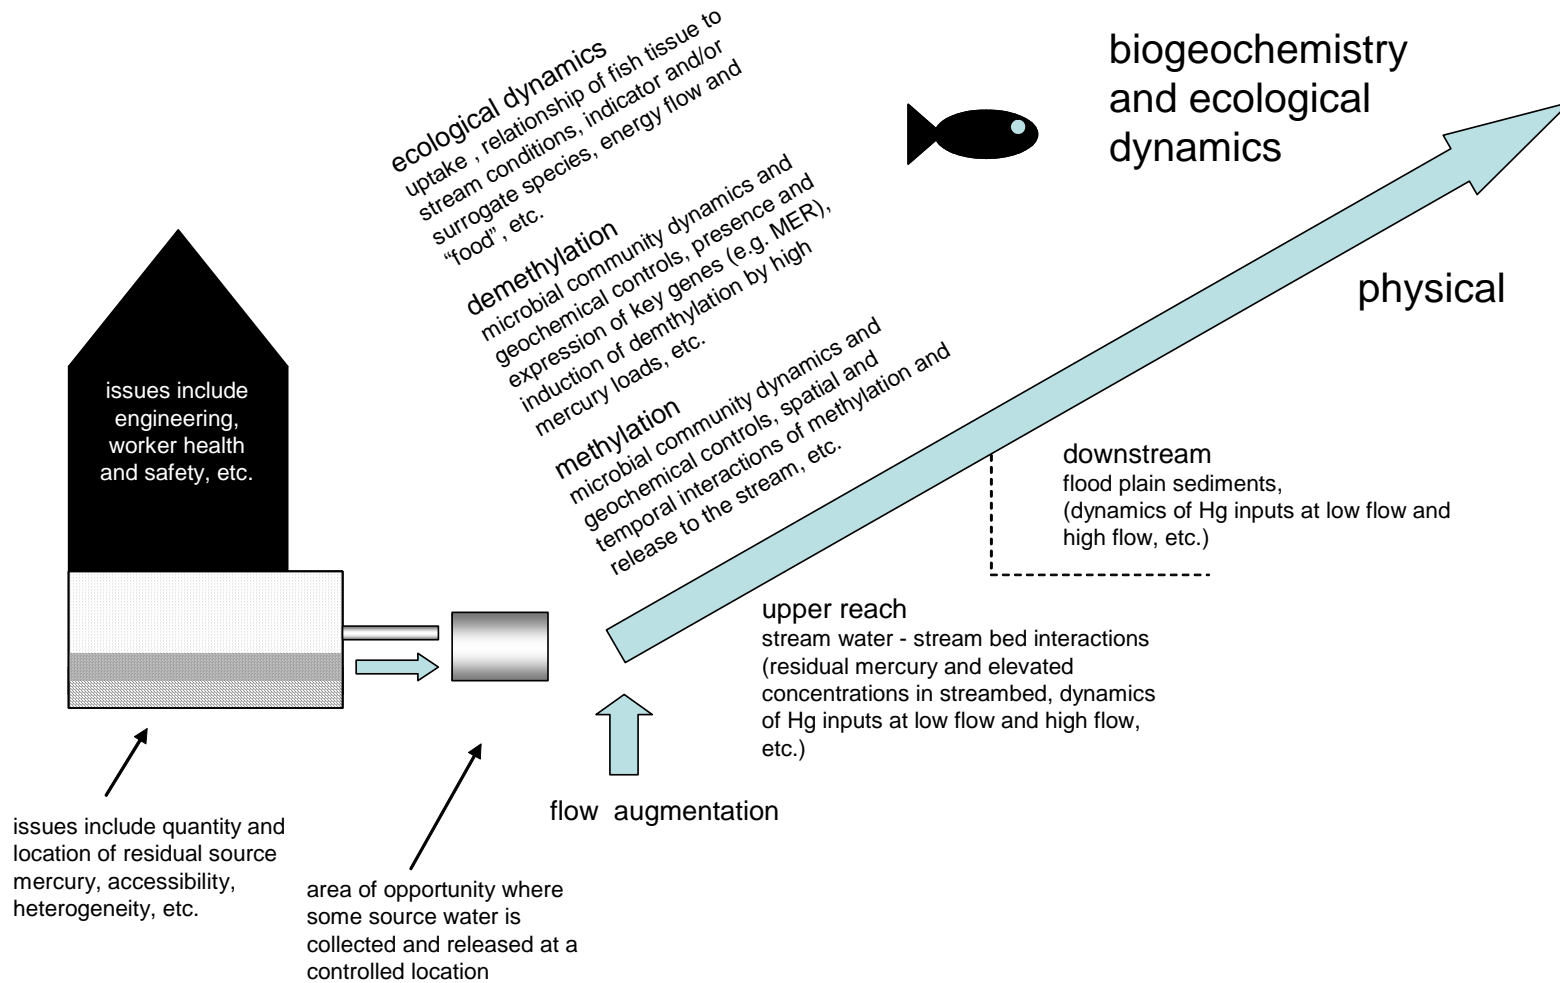 ecological dynamics
uptake , relationship of fish tissue to
stream conditions, indicator and/or
surrogate species, energy flow and
“food”, etc.
demethylation
microbial community dynamics and
geochemical controls, presence and
expression of key genes (e.g. MER),
induction of demthylation by high
mercury loads, etc.
methylation
microbial community dynamics and
geochemical controls, spatial and
temporal interactions of methylation and
release to the stream, etc.
biogeochemistry
and ecological
dynamics
physical
issues include
engineering,
worker health
and safety, etc.
downstream
flood plain sediments,
(dynamics of Hg inputs at low flow and
high flow, etc.)
upper reach
stream water - stream bed interactions
(residual mercury and elevated
concentrations in streambed, dynamics
of Hg inputs at low flow and high flow,
etc.)
flow augmentation
issues include quantity and
location of residual source
mercury, accessibility,
heterogeneity, etc.
area of opportunity where
some source water is
collected and released at a
controlled location